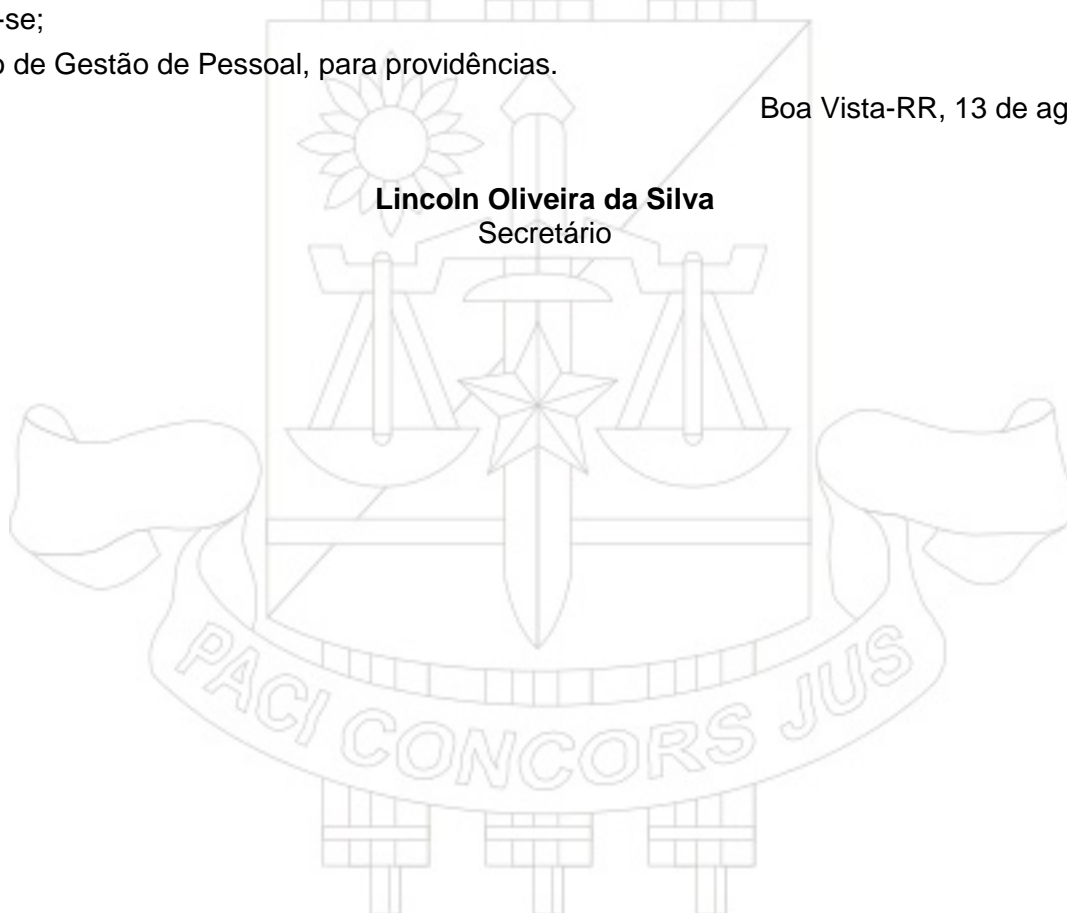 -se;
o de Gestão de Pessoal, para providências.
Boa Vista-RR, 13 de ag
Lincoln Oliveira da Silva
Secretário
PACI CONCORS JUS